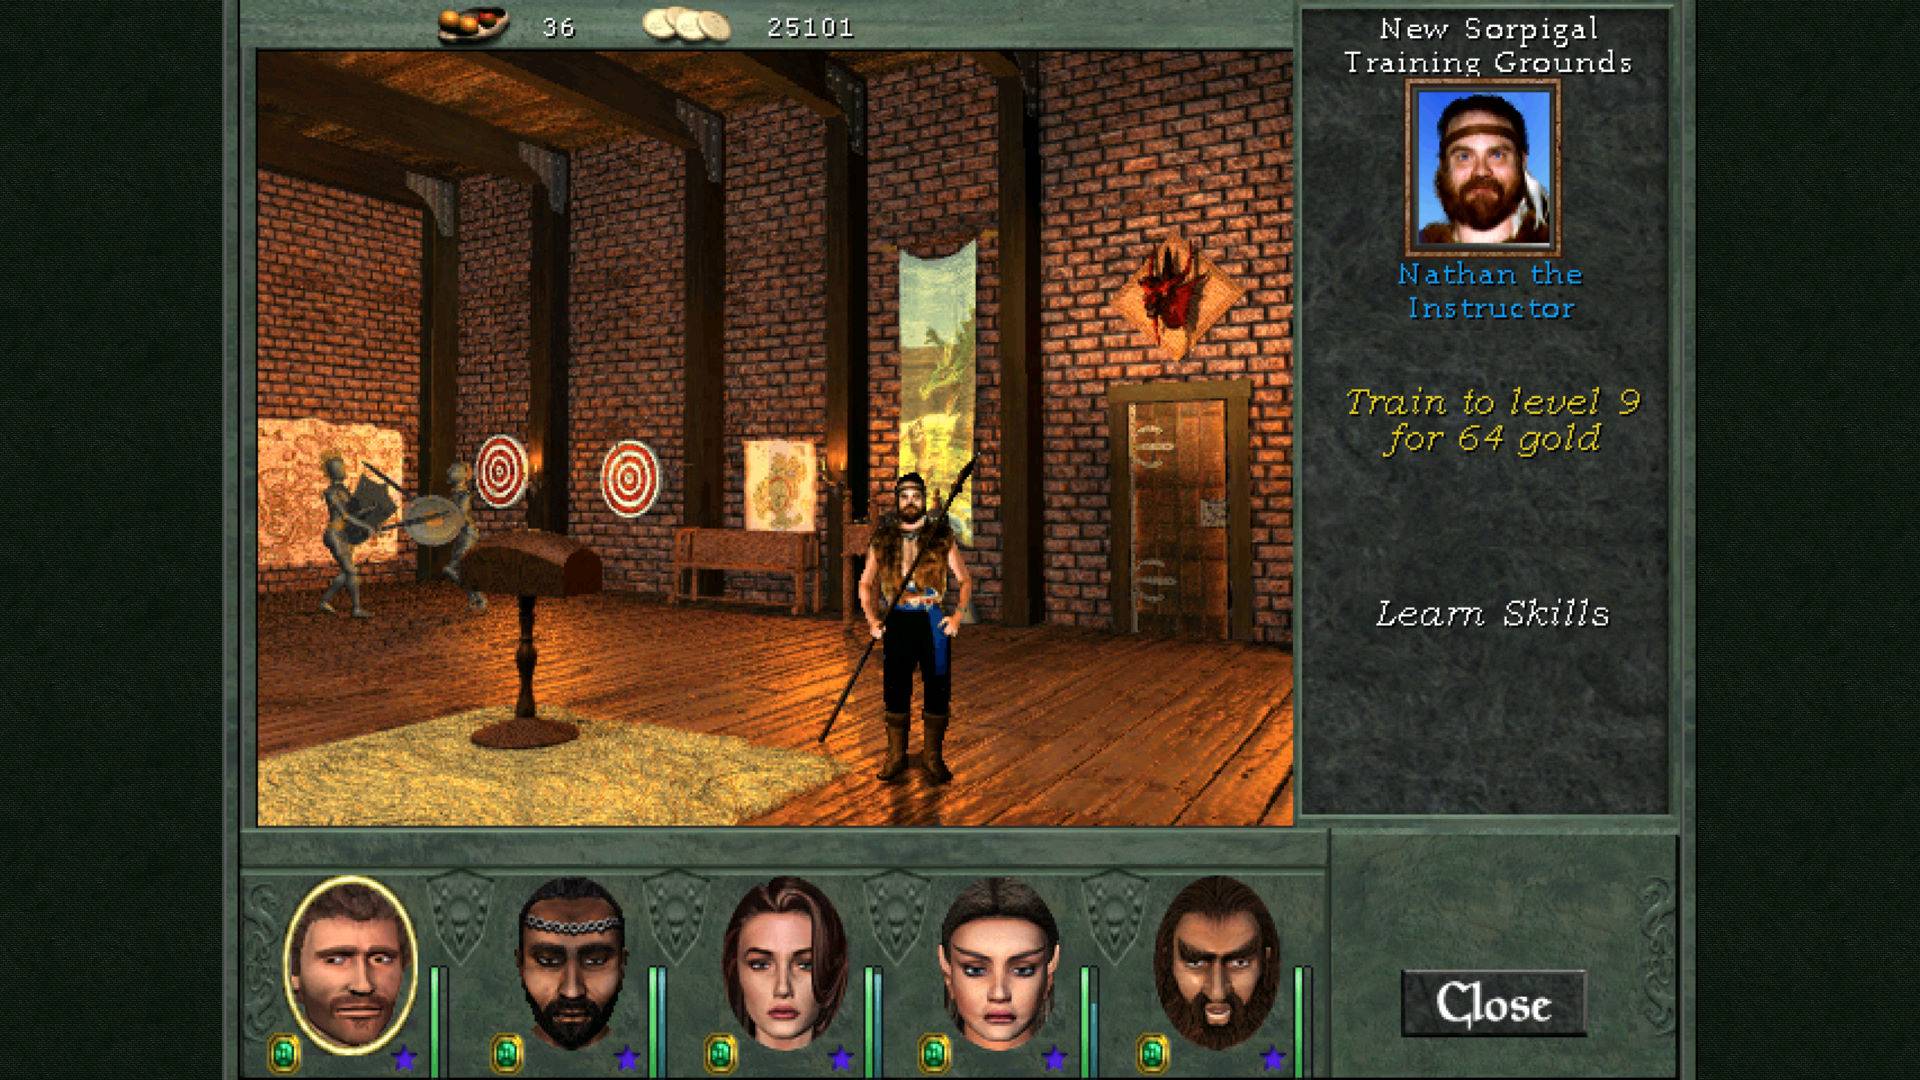 36
25101
New Sorpigal
Training Grounds
Nathan the
Instructor
Train to level 9
for 64 gold
Learn Skills
Close